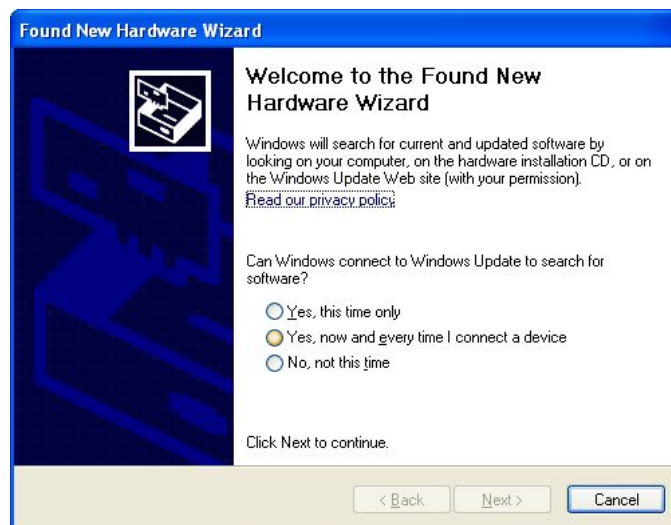 Found New Hardware Wizard
Welcome to the Found New
Hardware Wizard
Windows will search for current and updated software by
looking on your computer, on the hardware installation CD, or on
the Windows Update Web site (with your permission).
Read our privacy policy
Can Windows connect to Windows Update to search for
software?
Yes, this time only
Yes, now and every time I connect a device
No, not this time
Click Next to continue.
< Back Next > Cancel